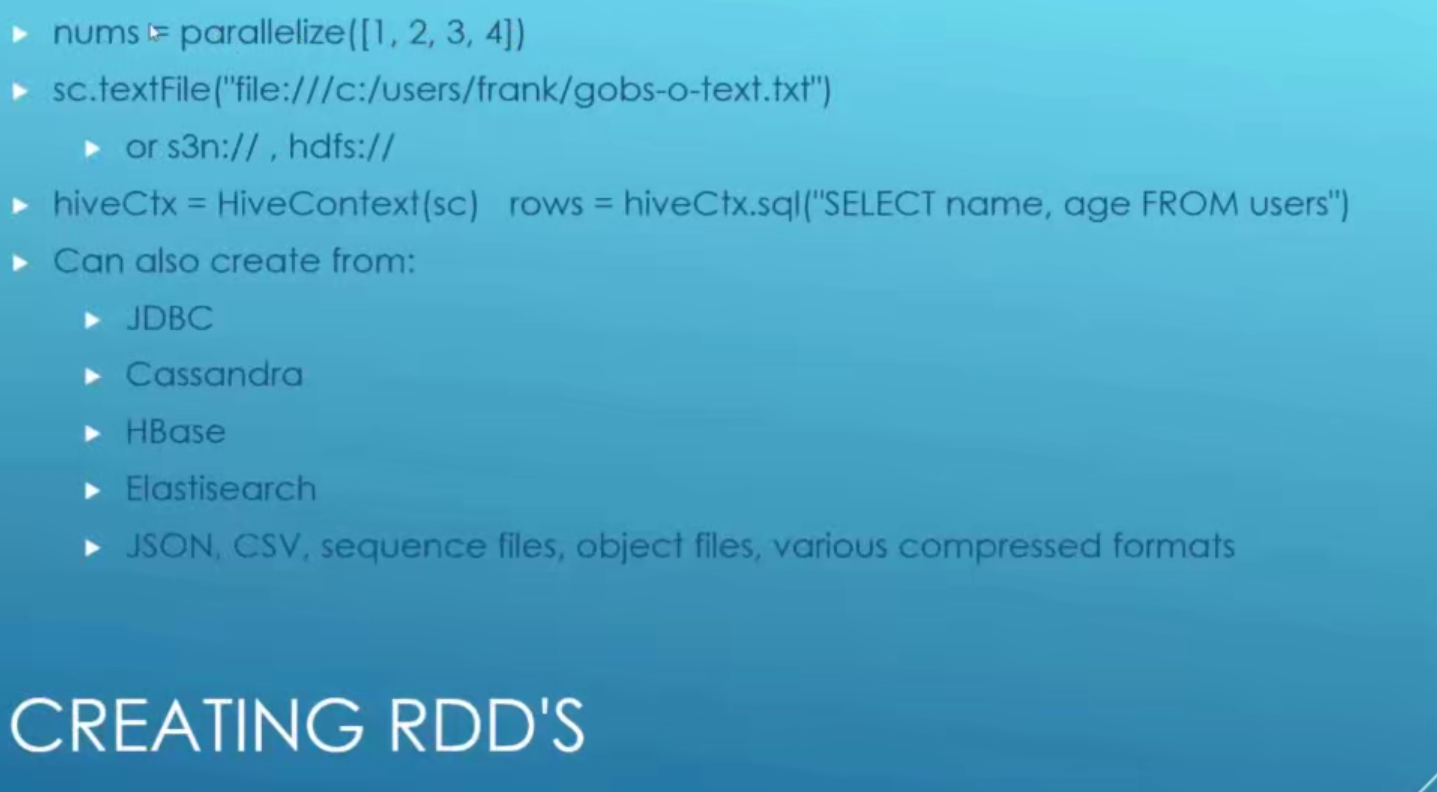 nums = parallelize([1, 2, 3, 4])
sc.textFile("file:///c:/users/frank/gobs-o-text.txt")
or s3n:// , hdfs://
hiveCtx = HiveContext(sc) rows = hiveCtx.sql("SELECT name, age FROM users")
Can also create from:
JDBC
Cassandra
HBase
Elastisearch
JSON, CSV, sequence files, object files, various compressed formats
CREATING RDD'S